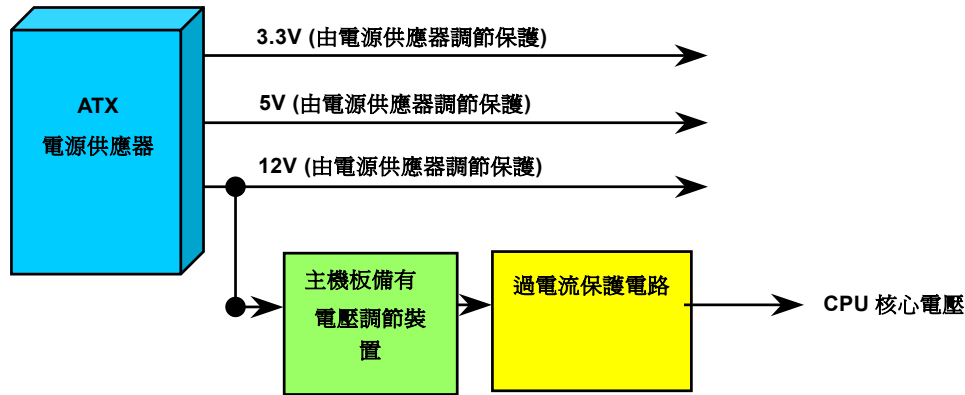 3.3V (由電源供應器調節保護)
ATX
電源供應器
5V (由電源供應器調節保護)
12V (由電源供應器調節保護)
主機板備有
電壓調節裝
置
過電流保護電路
CPU 核心電壓